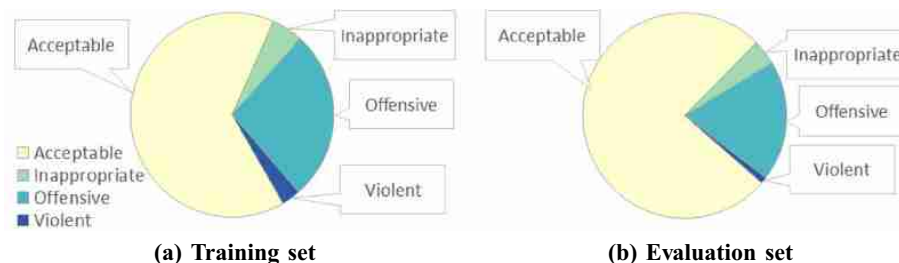 Acceptable
Inappropriate
Offensive
Violent
Acceptable
Inappropriate
Offensive
Violent
(a) Training set
Acceptable
Inappropriate
Offensive
Violent
(b) Evaluation set